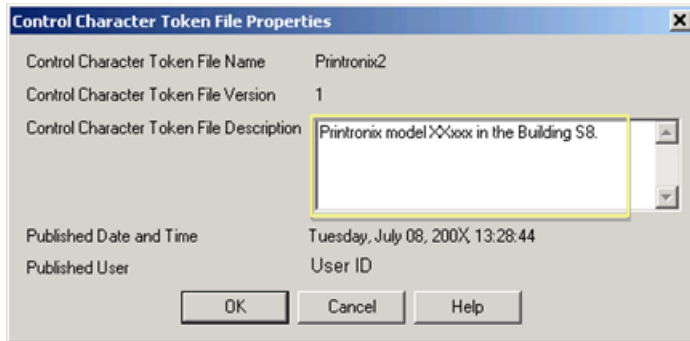 Control Character Token File Properties
Control Character Token File Name Printronix2
Control Character Token File Version 1
Control Character Token File Description Printronix model XXxxx in the Building S8.
Published Date and Time Tuesday, July 08, 200X, 13:28:44
Published User User ID
OK Cancel Help